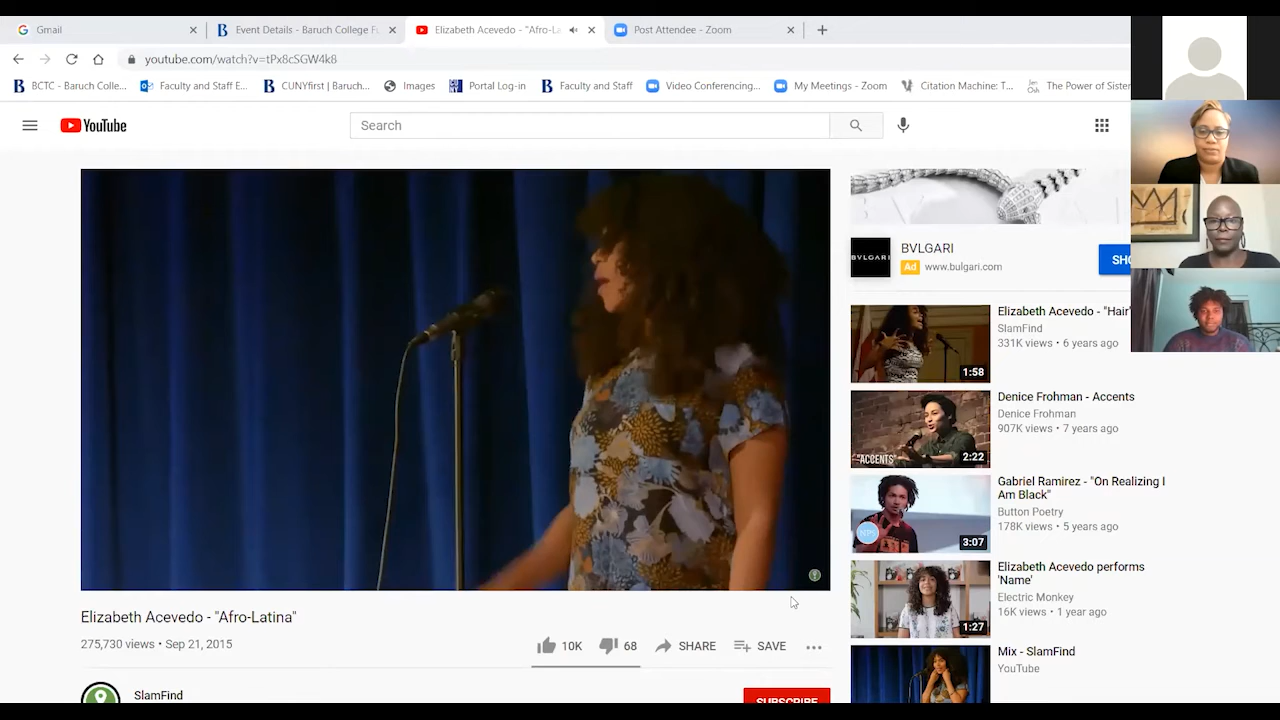 Gmail
Event Details - Baruch College Fu
Elizabeth Acevedo - "Afro-La
Post Attendee - Zoom
youtube.com/watch?v=tPx8cSGW4k8
BCTC - Baruch Colle...
Faculty and Staff E...
CUNYfirst | Baruch...
Images
Portal Log-in
Faculty and Staff
Video Conferencing...
My Meetings - Zoom
Citation Machine: T...
The Power of Sister
YouTube
Search
BVLGARI
BVLGARI
Ad www.bulgari.com
SHO
Elizabeth Acevedo - "Hair"
SlamFind
331K views • 6 years ago
1:58
Denice Frohman - Accents
Denice Frohman
907K views • 7 years ago
"ACCENTS"
2:22
Gabriel Ramirez - "On Realizing I
Am Black"
Button Poetry
178K views • 5 years ago
3:07
Elizabeth Acevedo performs
'Name'
Electric Monkey
16K views • 1 year ago
1:27
Mix - SlamFind
YouTube
Elizabeth Acevedo - "Afro-Latina"
275,730 views • Sep 21, 2015
10K
68
SHARE
SAVE
SlamFind
SUBSCRIBE